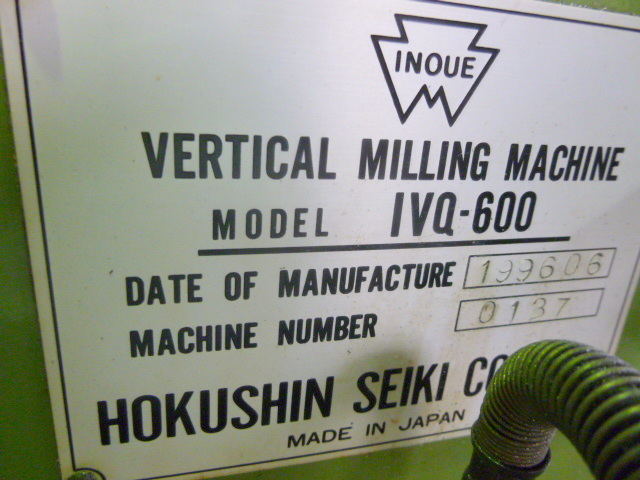 INOUE
VERTICAL MILLING MACHINE
MODEL IVQ-600
DATE OF MANUFACTURE 199606
MACHINE NUMBER 0137
HOKUSHIN SEIKI CO
MADE IN JAPAN